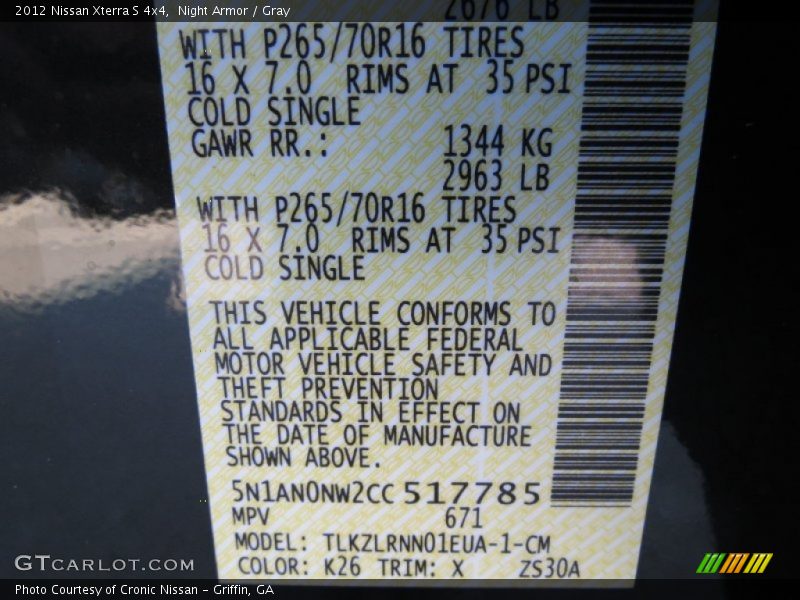 2012 Nissan Xterra S 4x4,  Night Armor / Gray
2676 LB
WITH P265/70R16 TIRES
16 X 7.0 RIMS AT 35 PSI
COLD SINGLE
GAWR RR.: 1344 KG
2963 LB
WITH P265/70R16 TIRES
16 X 7.0 RIMS AT 35 PSI
COLD SINGLE
THIS VEHICLE CONFORMS TO
ALL APPLICABLE FEDERAL
MOTOR VEHICLE SAFETY AND
THEFT PREVENTION
STANDARDS IN EFFECT ON
THE DATE OF MANUFACTURE
SHOWN ABOVE.
5N1AN0NW2CC517785
MPV 671
MODEL: TLKZLRNN01EUA-1-CM
COLOR: K26 TRIM: X ZS30A
GTCARLOT.COM
Photo Courtesy of Cronic Nissan – Griffin, GA